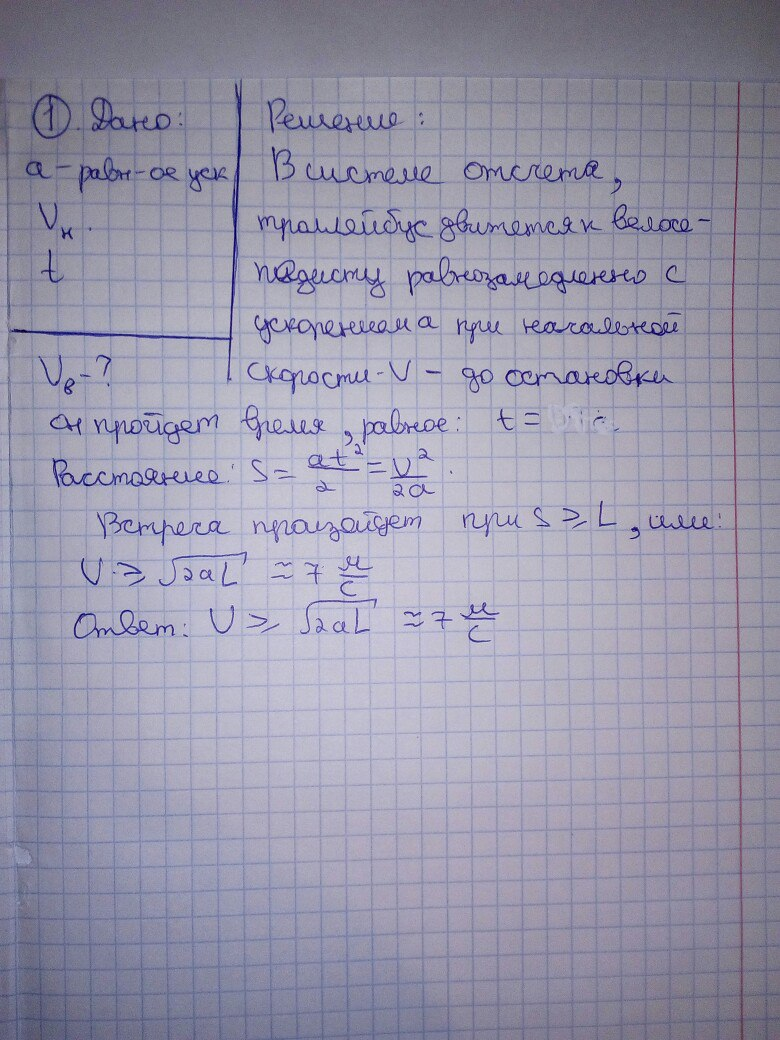 ① Дано:
a – равн-ое уск
Vн.
t
Vв - ?
Решение:
В системе отсчета,
троллейбус движется к велосе-
педисту равнозамедленно с
ускорением a при начальной
скорости - V – до остановки
он пройдет время, равное: t =
Расстояние: S = at²/2 = V²/2a.
Встреча произойдет при S ≥ L, или:
V ≥ √2aL ≈ 7 м/с
Ответ: V ≥ √2aL ≈ 7 м/с